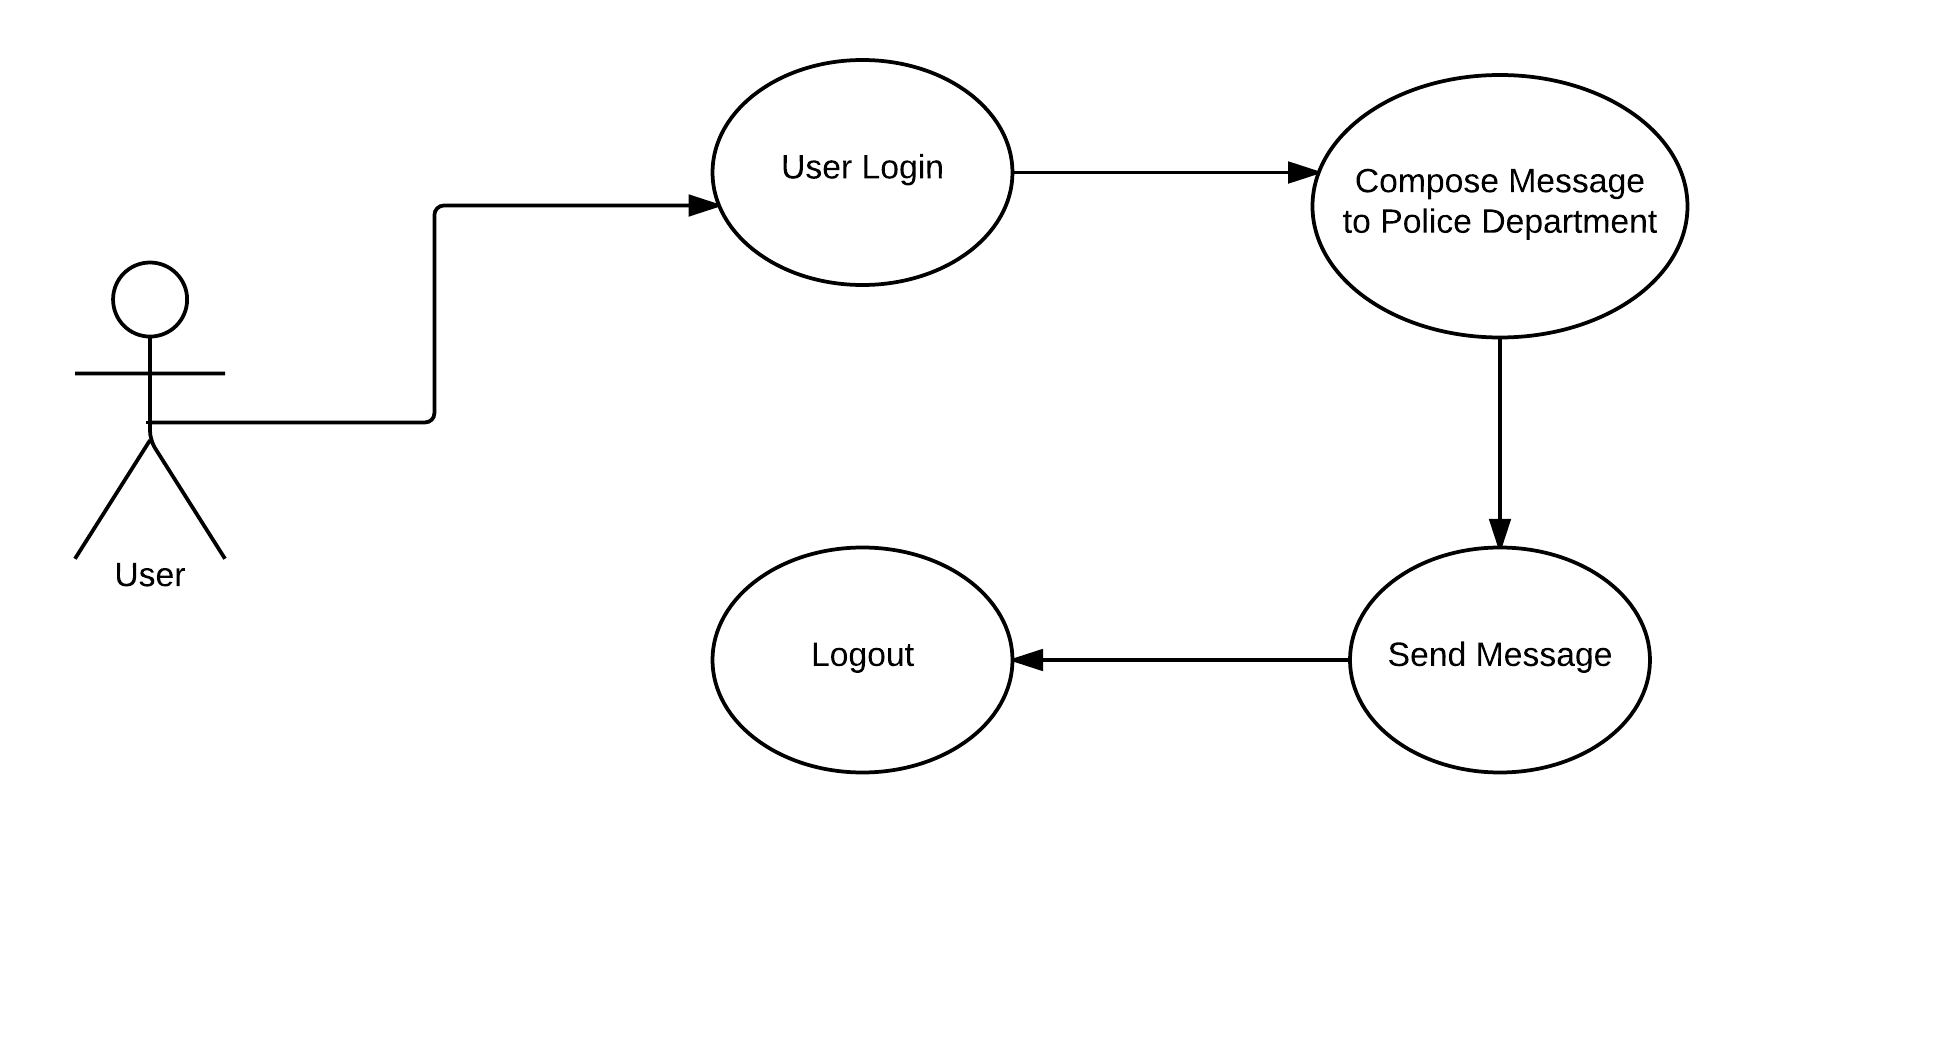 User Login
Compose Message
to Police Department
User
Logout
Send Message